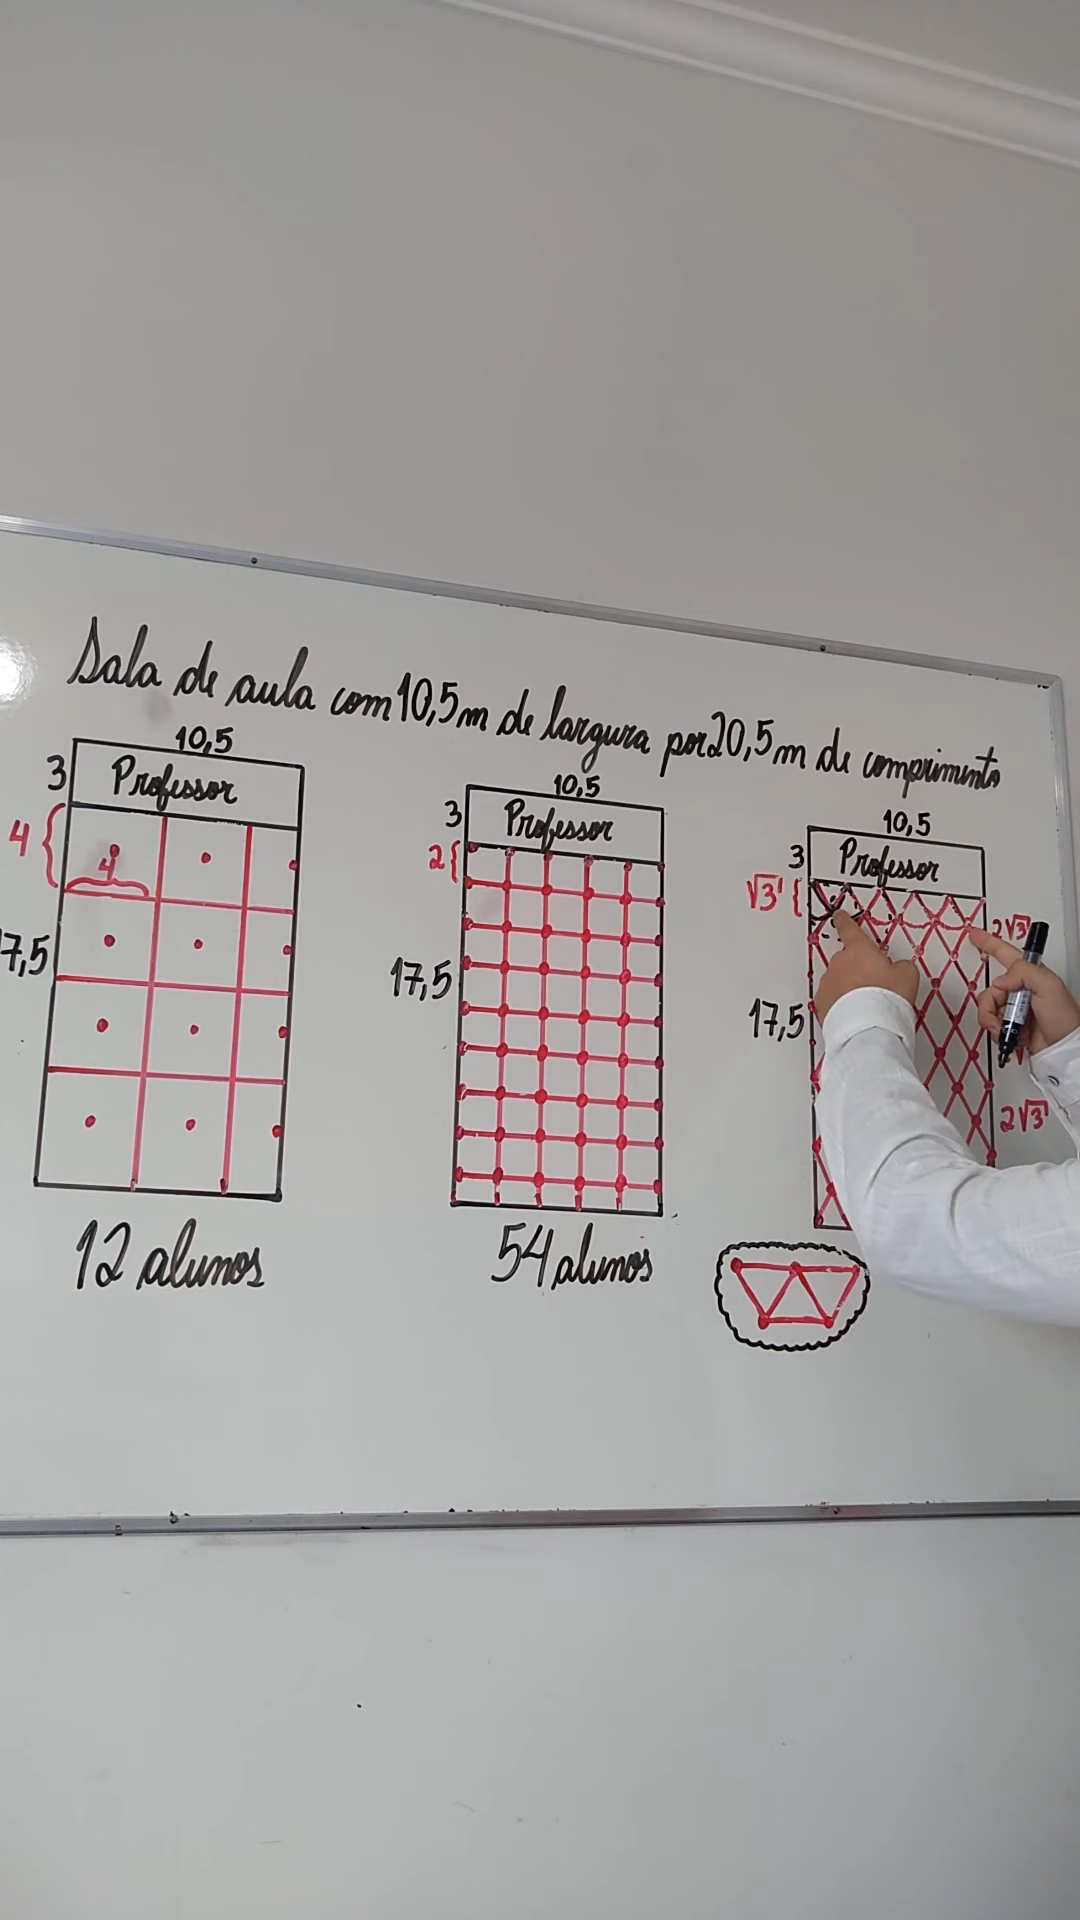 Sala de aula com 10,5m de largura por 20,5m de comprimento
10,5
3
Professor
4
4
17,5
12 alunos
10,5
3
Professor
2
17,5
54 alunos
10,5
3
Professor
√3
2√3
17,5
2√3